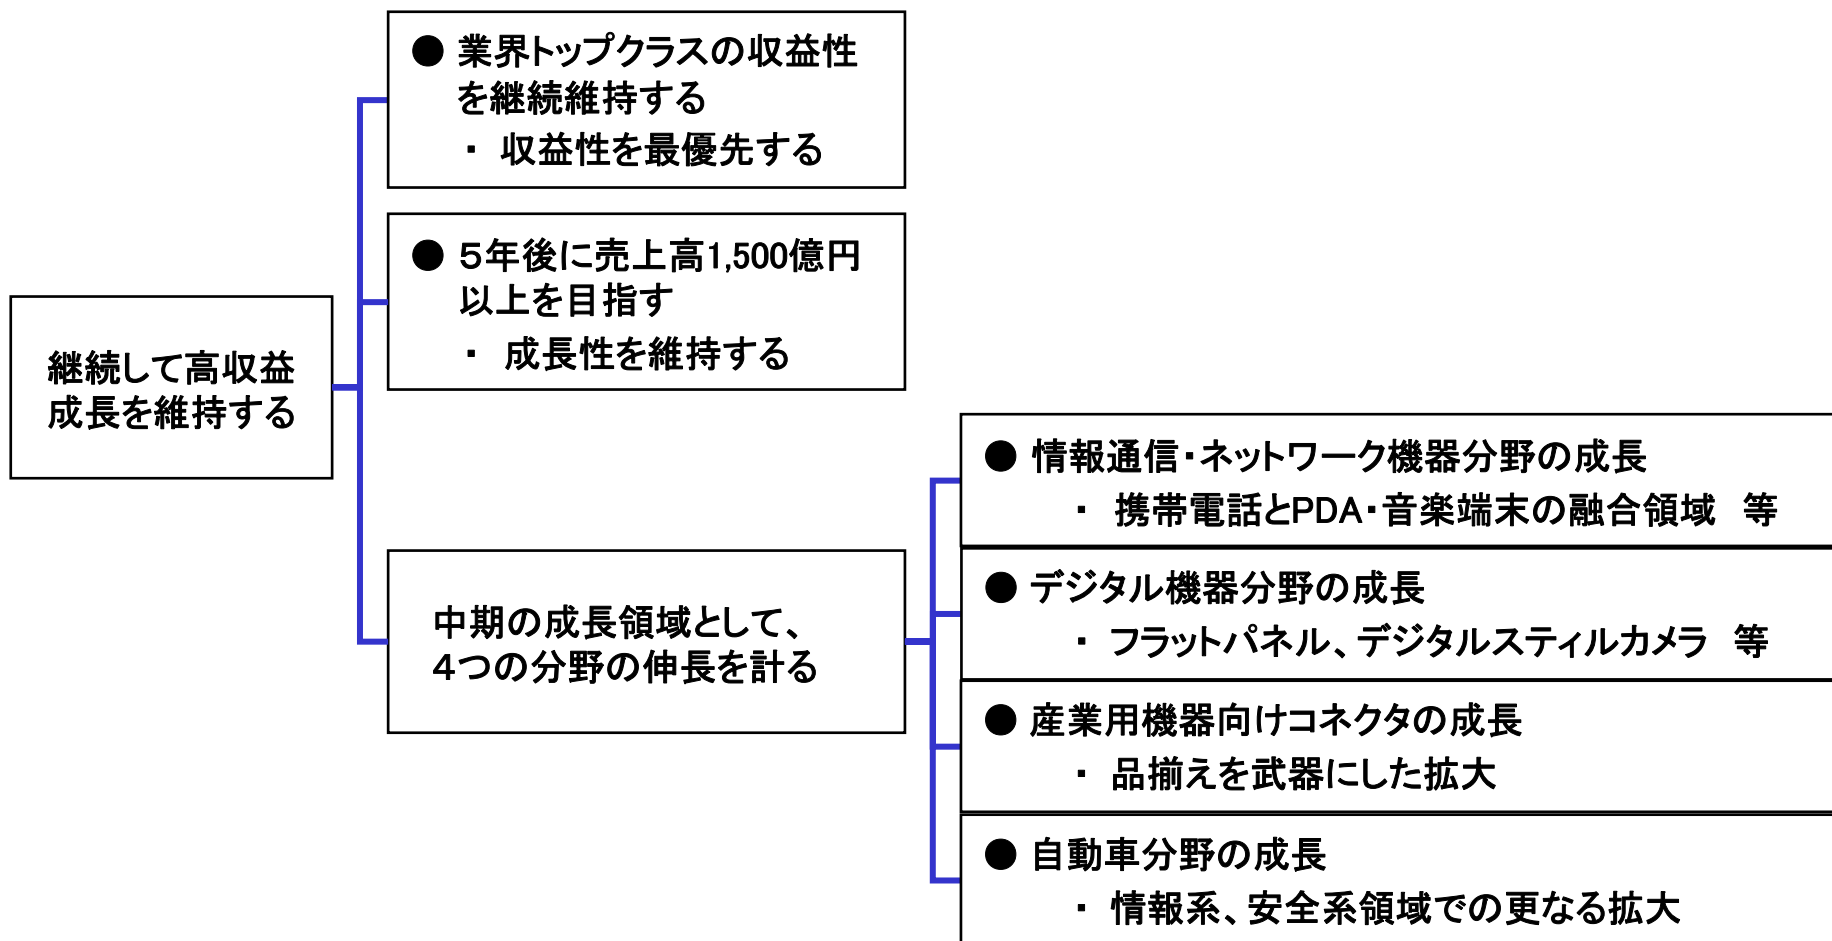 ● 業界トップクラスの収益性
を継続維持する
・ 収益性を最優先する
● ５年後に売上高1,500億円
以上を目指す
・ 成長性を維持する
継続して高収益
成長を維持する
中期の成長領域として、
４つの分野の伸長を計る
● 情報通信・ネットワーク機器分野の成長
・ 携帯電話とPDA・音楽端末の融合領域　等
● デジタル機器分野の成長
・ フラットパネル、デジタルスティルカメラ　等
● 産業用機器向けコネクタの成長
・ 品揃えを武器にした拡大
● 自動車分野の成長
・ 情報系、安全系領域での更なる拡大